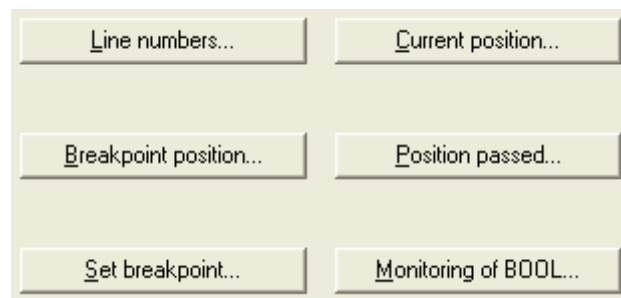 Line numbers...
Current position...
Breakpoint position...
Position passed...
Set breakpoint...
Monitoring of BOOL...